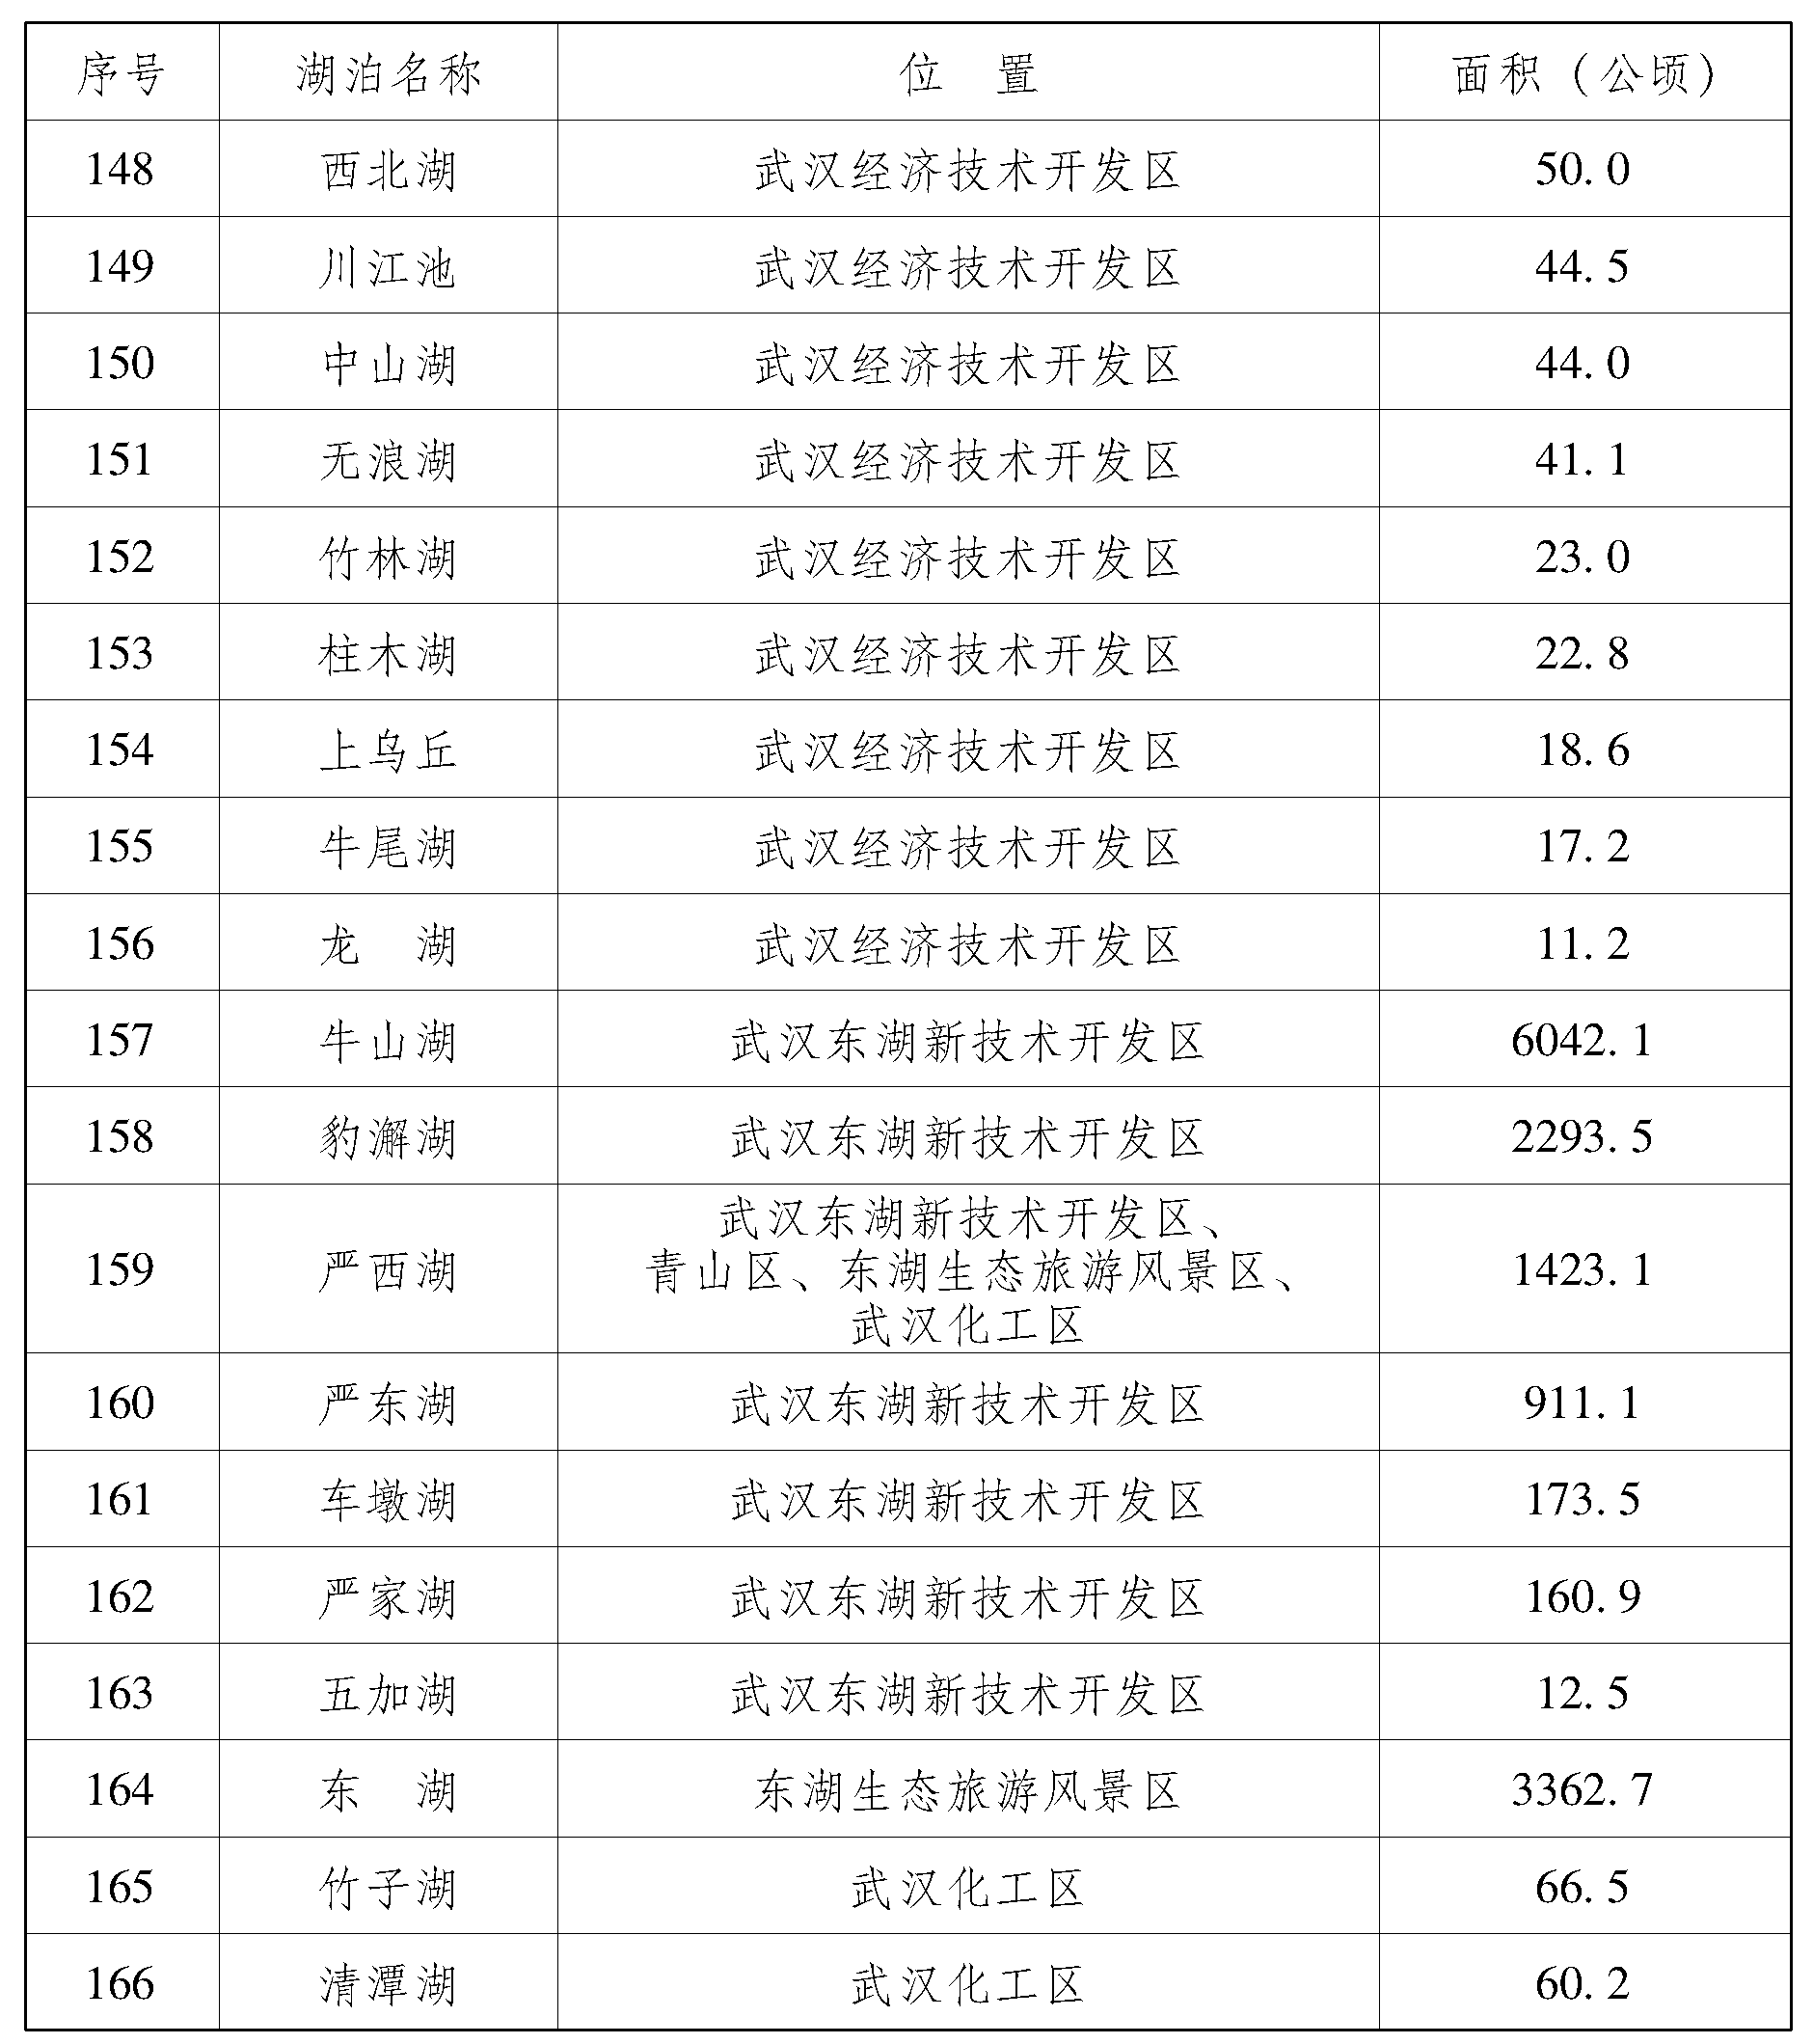 序号 湖泊名称 位 置 面积（公顷）
148 西北湖 武汉经济技术开发区 50.0
149 川江池 武汉经济技术开发区 44.5
150 中山湖 武汉经济技术开发区 44.0
151 无浪湖 武汉经济技术开发区 41.1
152 竹林湖 武汉经济技术开发区 23.0
153 柱木湖 武汉经济技术开发区 22.8
154 上乌丘 武汉经济技术开发区 18.6
155 牛尾湖 武汉经济技术开发区 17.2
156 龙 湖 武汉经济技术开发区 11.2
157 牛山湖 武汉东湖新技术开发区 6042.1
158 豹澥湖 武汉东湖新技术开发区 2293.5
武汉东湖新技术开发区、
159 严西湖 青山区、东湖生态旅游风景区、 1423.1
武汉化工区
160 严东湖 武汉东湖新技术开发区 911.1
161 车墩湖 武汉东湖新技术开发区 173.5
162 严家湖 武汉东湖新技术开发区 160.9
163 五加湖 武汉东湖新技术开发区 12.5
164 东 湖 东湖生态旅游风景区 3362.7
165 竹子湖 武汉化工区 66.5
166 清潭湖 武汉化工区 60.2